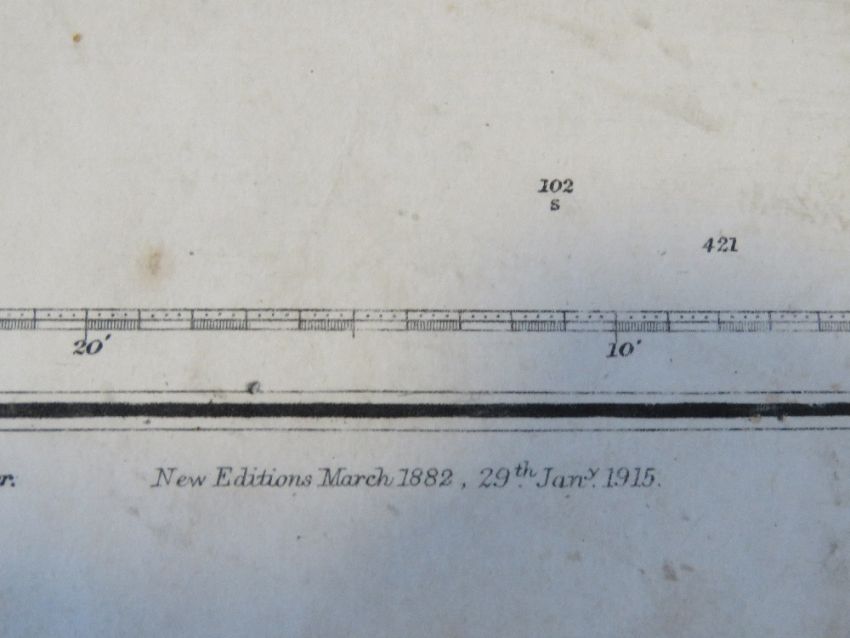 102
s
421
20' 10'
r. New Editions March 1882, 29th Jany. 1915.